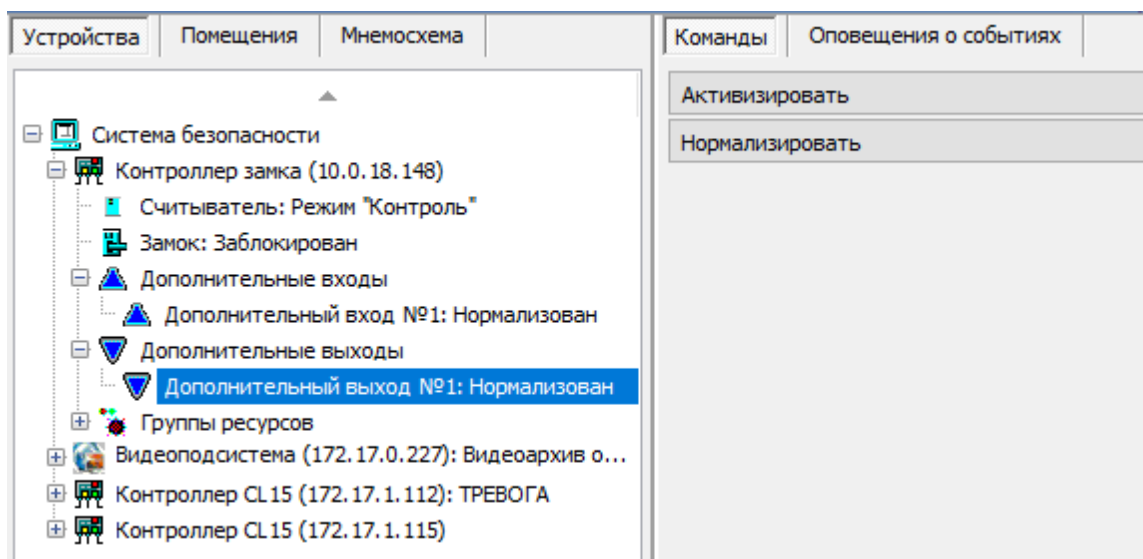 Устройства Помещения Мнемосхема
Система безопасности
Контроллер замка (10.0.18.148)
Считыватель: Режим "Контроль"
Замок: Заблокирован
Дополнительные входы
Дополнительный вход №1: Нормализован
Дополнительные выходы
Дополнительный выход №1: Нормализован
Группы ресурсов
Видеоподсистема (172.17.0.227): Видеоархив о...
Контроллер CL15 (172.17.1.112): ТРЕВОГА
Контроллер CL15 (172.17.1.115)
Команды Оповещения о событиях
Активизировать
Нормализировать